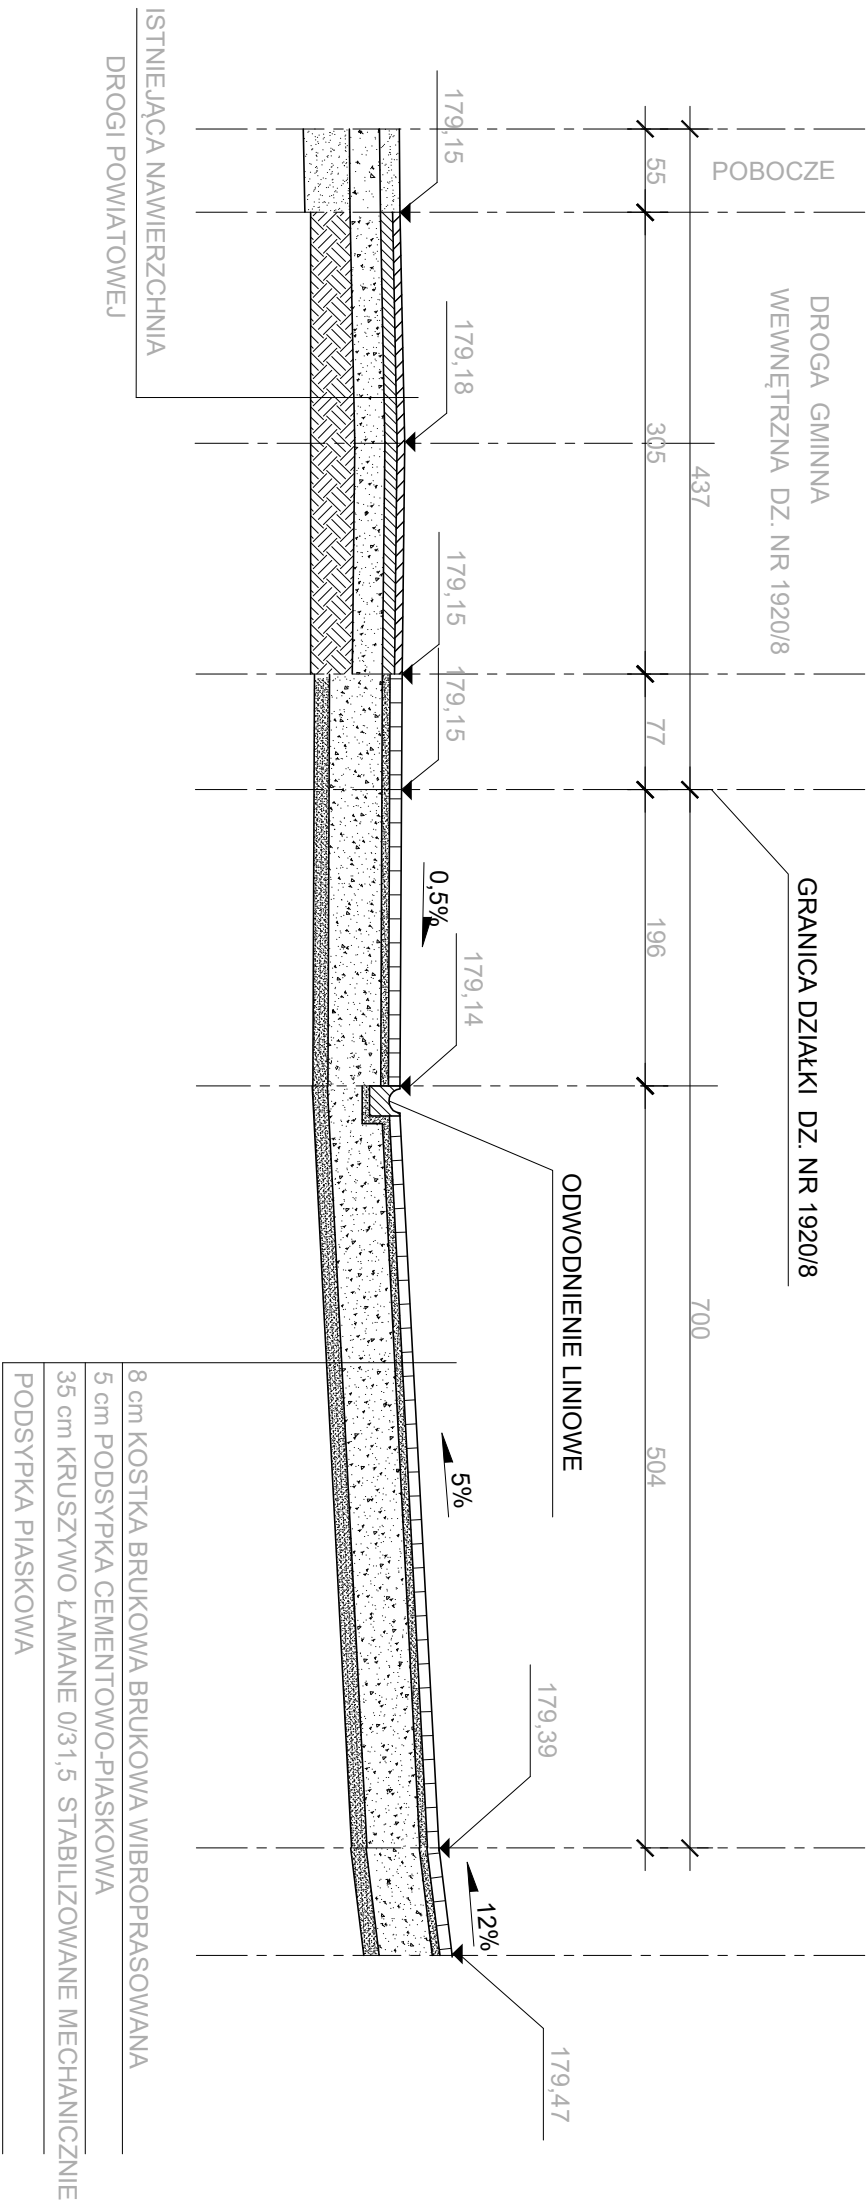 DROGA GMINNA
WEWNĘTRZNA DZ. NR 1920/8
POBOCZE
GRANICA DZIAŁKI DZ. NR 1920/8
437
700
55
305
77
196
504
ODWODNIENIE LINIOWE
179,15
179,18
179,15
179,15
179,14
179,39
179,47
0,5%
5%
12%
ISTNIEJĄCA NAWIERZCHNIA
DROGI POWIATOWEJ
8 cm KOSTKA BRUKOWA BRUKOWA WIBROPRASOWANA
5 cm PODSYPKA CEMENTOWO-PIASKOWA
35 cm KRUSZYWO ŁAMANE 0/31,5 STABILIZOWANE MECHANICZNIE
PODSYPKA PIASKOWA